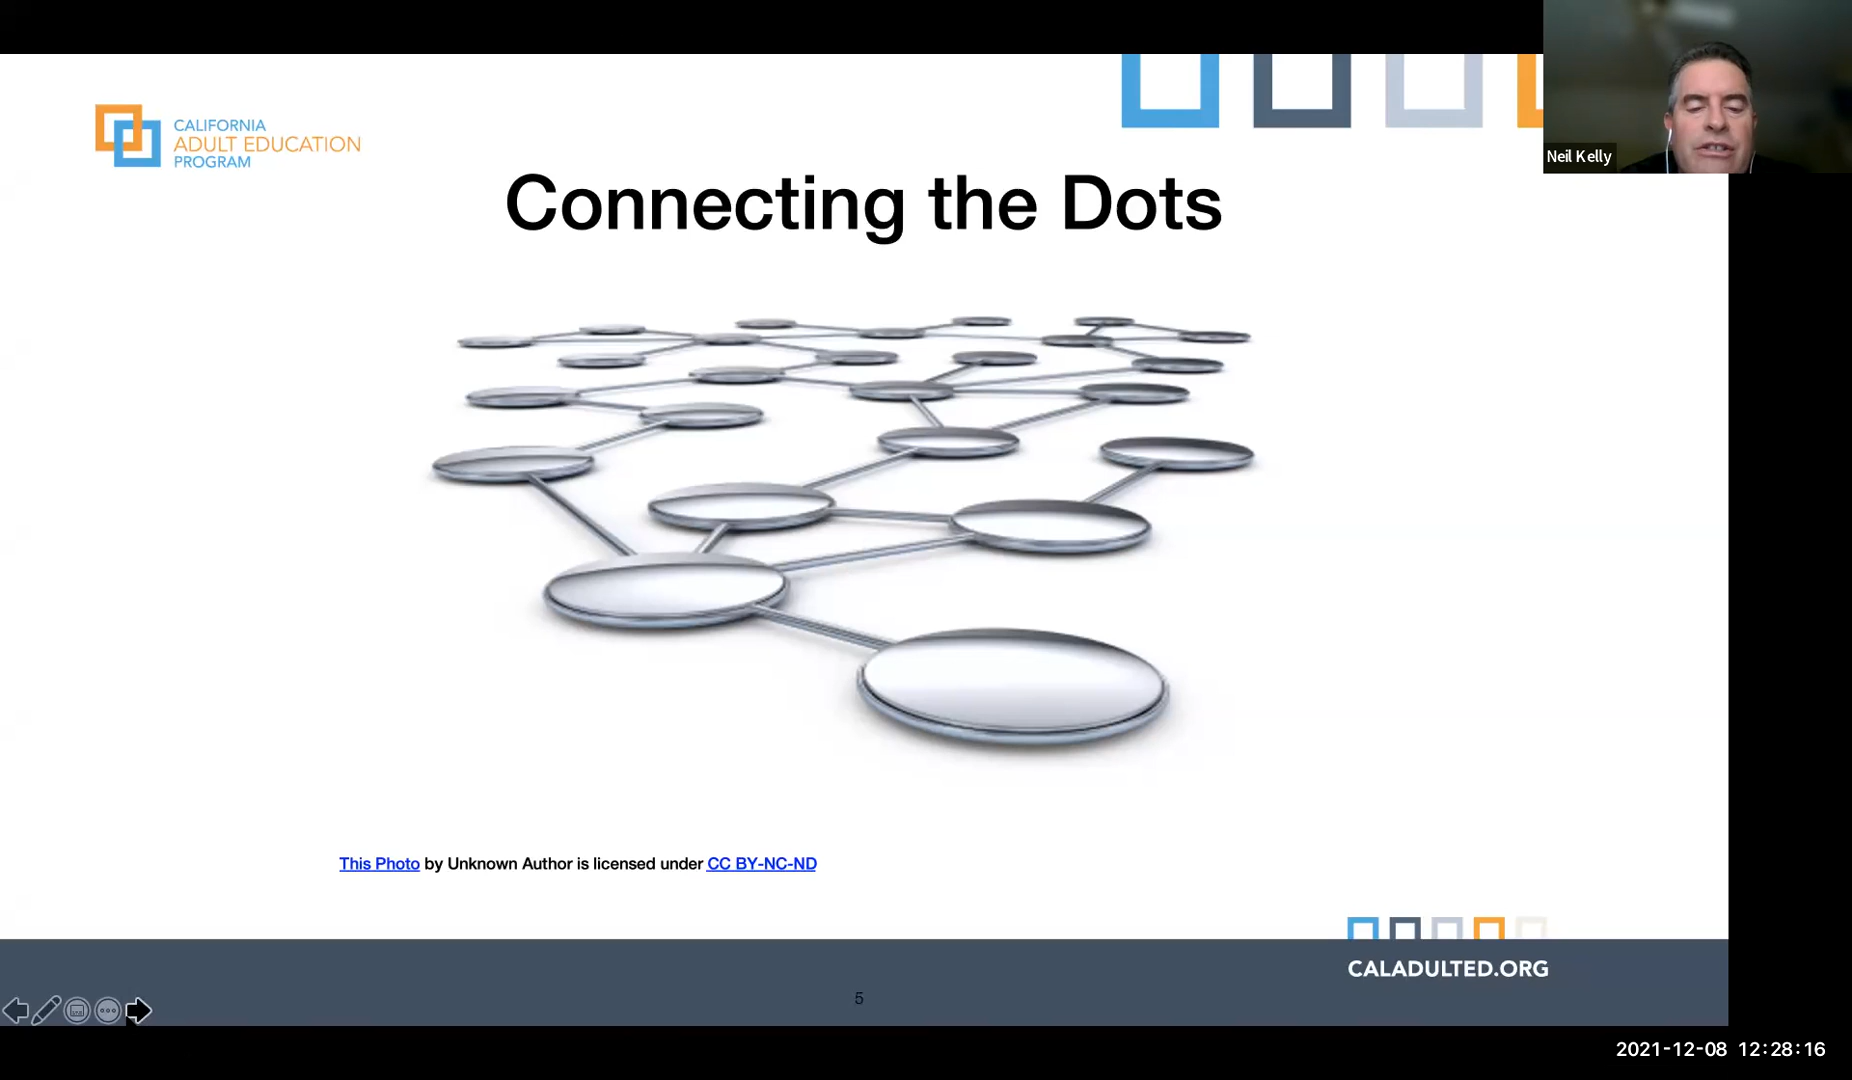 CALIFORNIA
ADULT EDUCATION
PROGRAM
Neil Kelly
Connecting the Dots
This Photo by Unknown Author is licensed under CC BY-NC-ND
CALADULTED.ORG
5
2021-12-08 12:28:16